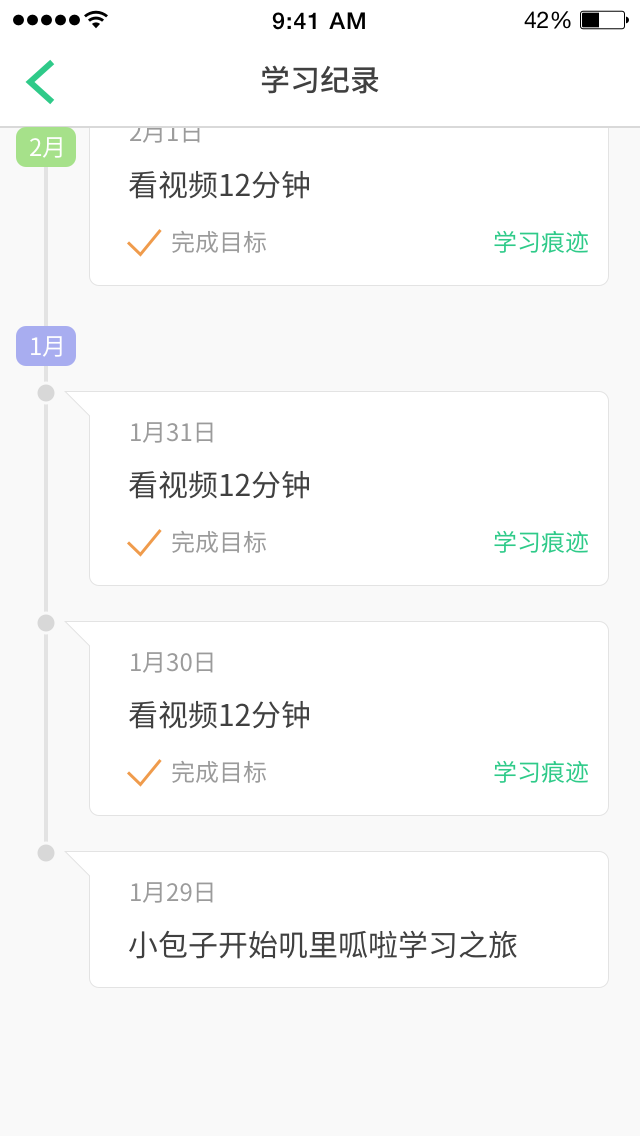 9:41 AM
42%
学习纪录
2月
2月1日
看视频12分钟
完成目标
学习痕迹
1月
1月31日
看视频12分钟
完成目标
学习痕迹
1月30日
看视频12分钟
完成目标
学习痕迹
1月29日
小包子开始叽里呱啦学习之旅